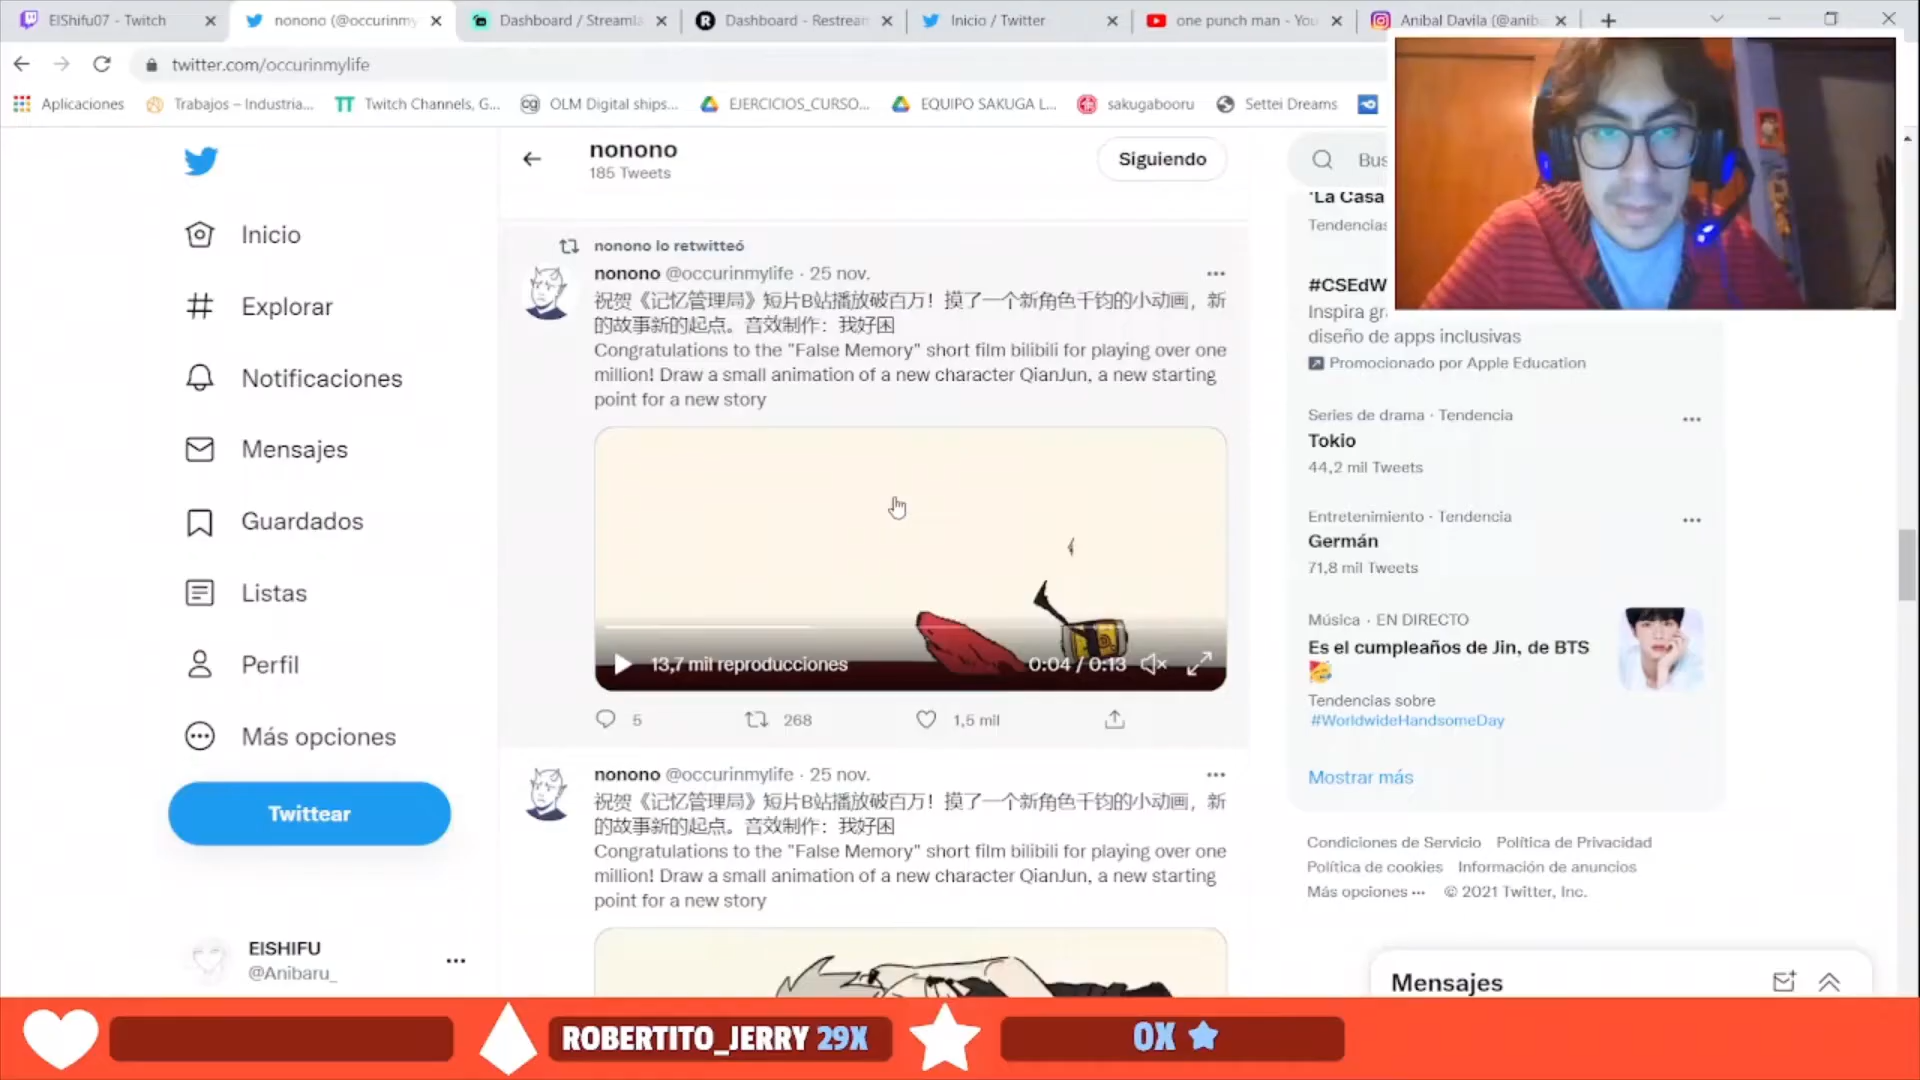 ElShifu07 - Twitch
nonono (@occurinmy
Dashboard / Streamla
Dashboard - Restream
Inicio / Twitter
one punch man - You
Anibal Davila (@anib
twitter.com/occurinmylife
Aplicaciones
Trabajos – Industria...
TT
Twitch Channels, G...
cg
OLM Digital ships...
EJERCICIOS_CURSO...
EQUIPO SAKUGA L...
sakugabooru
Settei Dreams
nonono
185 Tweets
Siguiendo
Bus
Inicio
Explorar
Notificaciones
Mensajes
Guardados
Listas
Perfil
Más opciones
Twittear
EISHIFU
@Anibaru_
nonono lo retwitteó
nonono @occurinmylife · 25 nov.
祝贺《记忆管理局》短片B站播放破百万！摸了一个新角色千钧的小动画，新
的故事新的起点。音效制作：我好困
Congratulations to the "False Memory" short film bilibili for playing over one
million! Draw a small animation of a new character QianJun, a new starting
point for a new story
13,7 mil reproducciones
0:04 / 0:13
5
268
1,5 mil
nonono @occurinmylife · 25 nov.
祝贺《记忆管理局》短片B站播放破百万！摸了一个新角色千钧的小动画，新
的故事新的起点。音效制作：我好困
Congratulations to the "False Memory" short film bilibili for playing over one
million! Draw a small animation of a new character QianJun, a new starting
point for a new story
"La Casa
Tendencias
#CSEdW
Inspira gr
diseño de apps inclusivas
Promocionado por Apple Education
Series de drama · Tendencia
Tokio
44,2 mil Tweets
Entretenimiento · Tendencia
Germán
71,8 mil Tweets
Música · EN DIRECTO
Es el cumpleaños de Jin, de BTS
Tendencias sobre
#WorldwideHandsomeDay
Mostrar más
Condiciones de Servicio Política de Privacidad
Política de cookies Información de anuncios
Más opciones ··· © 2021 Twitter, Inc.
Mensajes
ROBERTITO_JERRY 29X
0X